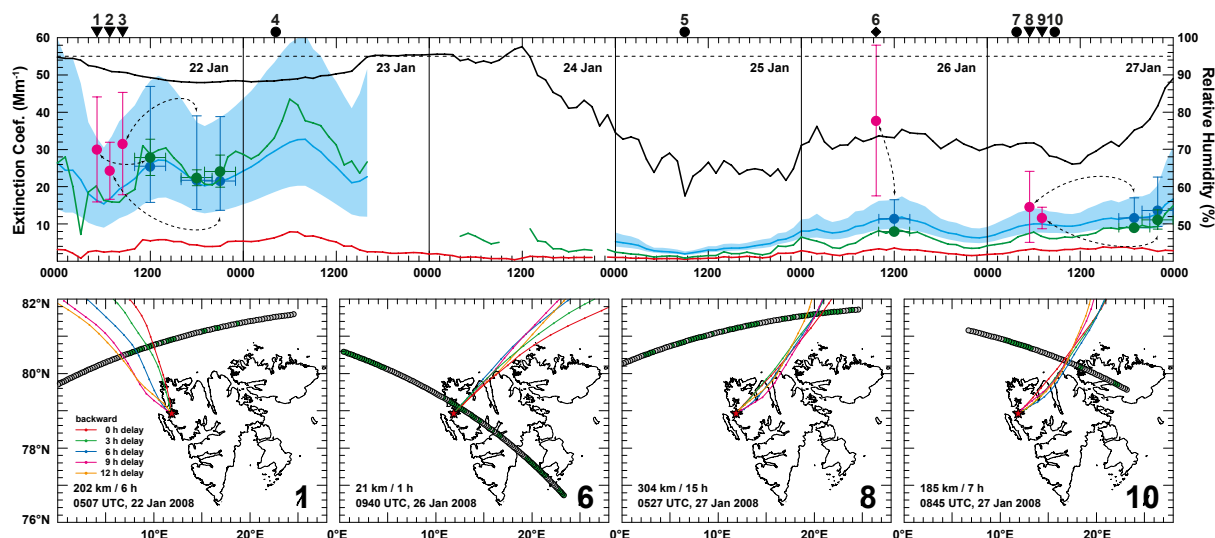 1 2 3 4 5 6 7 8 9 10
60 100
50 90
40 80
30 70
20 60
10 50
Extinction Coef. (Mm⁻¹)
Relative Humidity (%)
22 Jan 23 Jan 24 Jan 25 Jan 26 Jan 27Jan
0000 1200 0000 1200 0000 1200 0000 1200 0000 1200 0000 1200 0000
82°N
80°N
78°N
76°N
backward
0 h delay
3 h delay
6 h delay
9 h delay
12 h delay
202 km / 6 h
0507 UTC, 22 Jan 2008
1
21 km / 1 h
0940 UTC, 26 Jan 2008
6
304 km / 15 h
0527 UTC, 27 Jan 2008
8
185 km / 7 h
0845 UTC, 27 Jan 2008
10
10°E 20°E 0°E 10°E 20°E 0°E 10°E 20°E 0°E 10°E 20°E